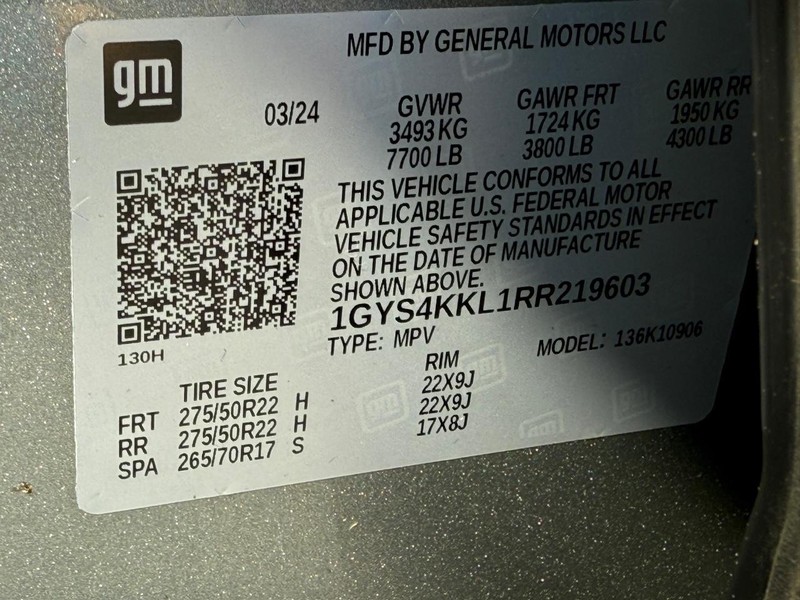 gm
MFD BY GENERAL MOTORS LLC
03/24 GVWR GAWR FRT GAWR RR
3493 KG 1724 KG 1950 KG
7700 LB 3800 LB 4300 LB
THIS VEHICLE CONFORMS TO ALL
APPLICABLE U.S. FEDERAL MOTOR
VEHICLE SAFETY STANDARDS IN EFFECT
ON THE DATE OF MANUFACTURE
SHOWN ABOVE.
1GYS4KKL1RR219603
130H TYPE: MPV MODEL: 136K10906
TIRE SIZE RIM
FRT 275/50R22 H 22X9J
RR 275/50R22 H 22X9J
SPA 265/70R17 S 17X8J